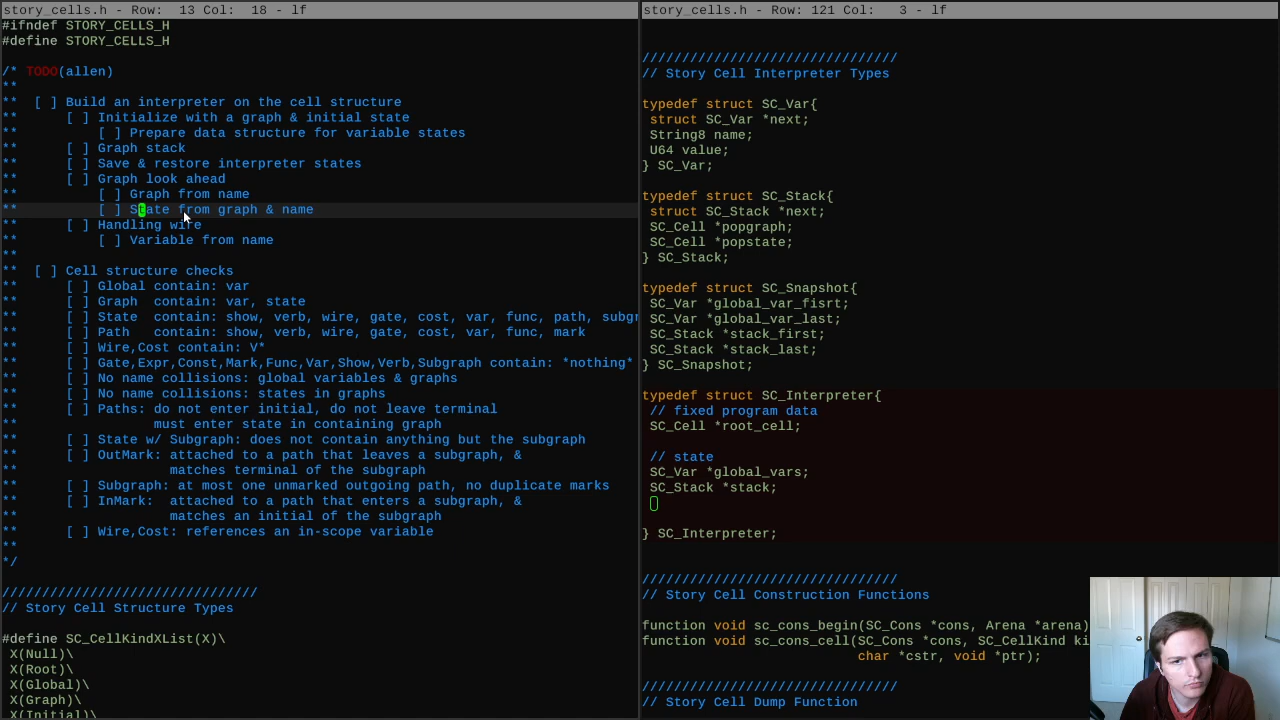 story_cells.h - Row:  13 Col:  18 - lf
#ifndef STORY_CELLS_H
#define STORY_CELLS_H
/* TODO(allen)
**
**  [ ] Build an interpreter on the cell structure
**      [ ] Initialize with a graph & initial state
**          [ ] Prepare data structure for variable states
**      [ ] Graph stack
**      [ ] Save & restore interpreter states
**      [ ] Graph look ahead
**          [ ] Graph from name
**          [ ] State from graph & name
**      [ ] Handling wire
**          [ ] Variable from name
**
**  [ ] Cell structure checks
**      [ ] Global contain: var
**      [ ] Graph  contain: var, state
**      [ ] State  contain: show, verb, wire, gate, cost, var, func, path, subgr
**      [ ] Path   contain: show, verb, wire, gate, cost, var, func, mark
**      [ ] Wire,Cost contain: V*
**      [ ] Gate,Expr,Const,Mark,Func,Var,Show,Verb,Subgraph contain: *nothing*
**      [ ] No name collisions: global variables & graphs
**      [ ] No name collisions: states in graphs
**      [ ] Paths: do not enter initial, do not leave terminal
**                 must enter state in containing graph
**      [ ] State w/ Subgraph: does not contain anything but the subgraph
**      [ ] OutMark: attached to a path that leaves a subgraph, &
**                   matches terminal of the subgraph
**      [ ] Subgraph: at most one unmarked outgoing path, no duplicate marks
**      [ ] InMark:  attached to a path that enters a subgraph, &
**                   matches an initial of the subgraph
**      [ ] Wire,Cost: references an in-scope variable
**
*/
////////////////////////////////
// Story Cell Structure Types
#define SC_CellKindXList(X)\
X(Null)\
X(Root)\
X(Global)\
X(Graph)\
X(Initial)\
story_cells.h - Row: 121 Col:   3 - lf
////////////////////////////////
// Story Cell Interpreter Types
typedef struct SC_Var{
struct SC_Var *next;
String8 name;
U64 value;
} SC_Var;
typedef struct SC_Stack{
struct SC_Stack *next;
SC_Cell *popgraph;
SC_Cell *popstate;
} SC_Stack;
typedef struct SC_Snapshot{
SC_Var *global_var_fisrt;
SC_Var *global_var_last;
SC_Stack *stack_first;
SC_Stack *stack_last;
} SC_Snapshot;
typedef struct SC_Interpreter{
// fixed program data
SC_Cell *root_cell;
// state
SC_Var *global_vars;
SC_Stack *stack;
} SC_Interpreter;
////////////////////////////////
// Story Cell Construction Functions
function void sc_cons_begin(SC_Cons *cons, Arena *arena)
function void sc_cons_cell(SC_Cons *cons, SC_CellKind ki
char *cstr, void *ptr);
////////////////////////////////
// Story Cell Dump Function